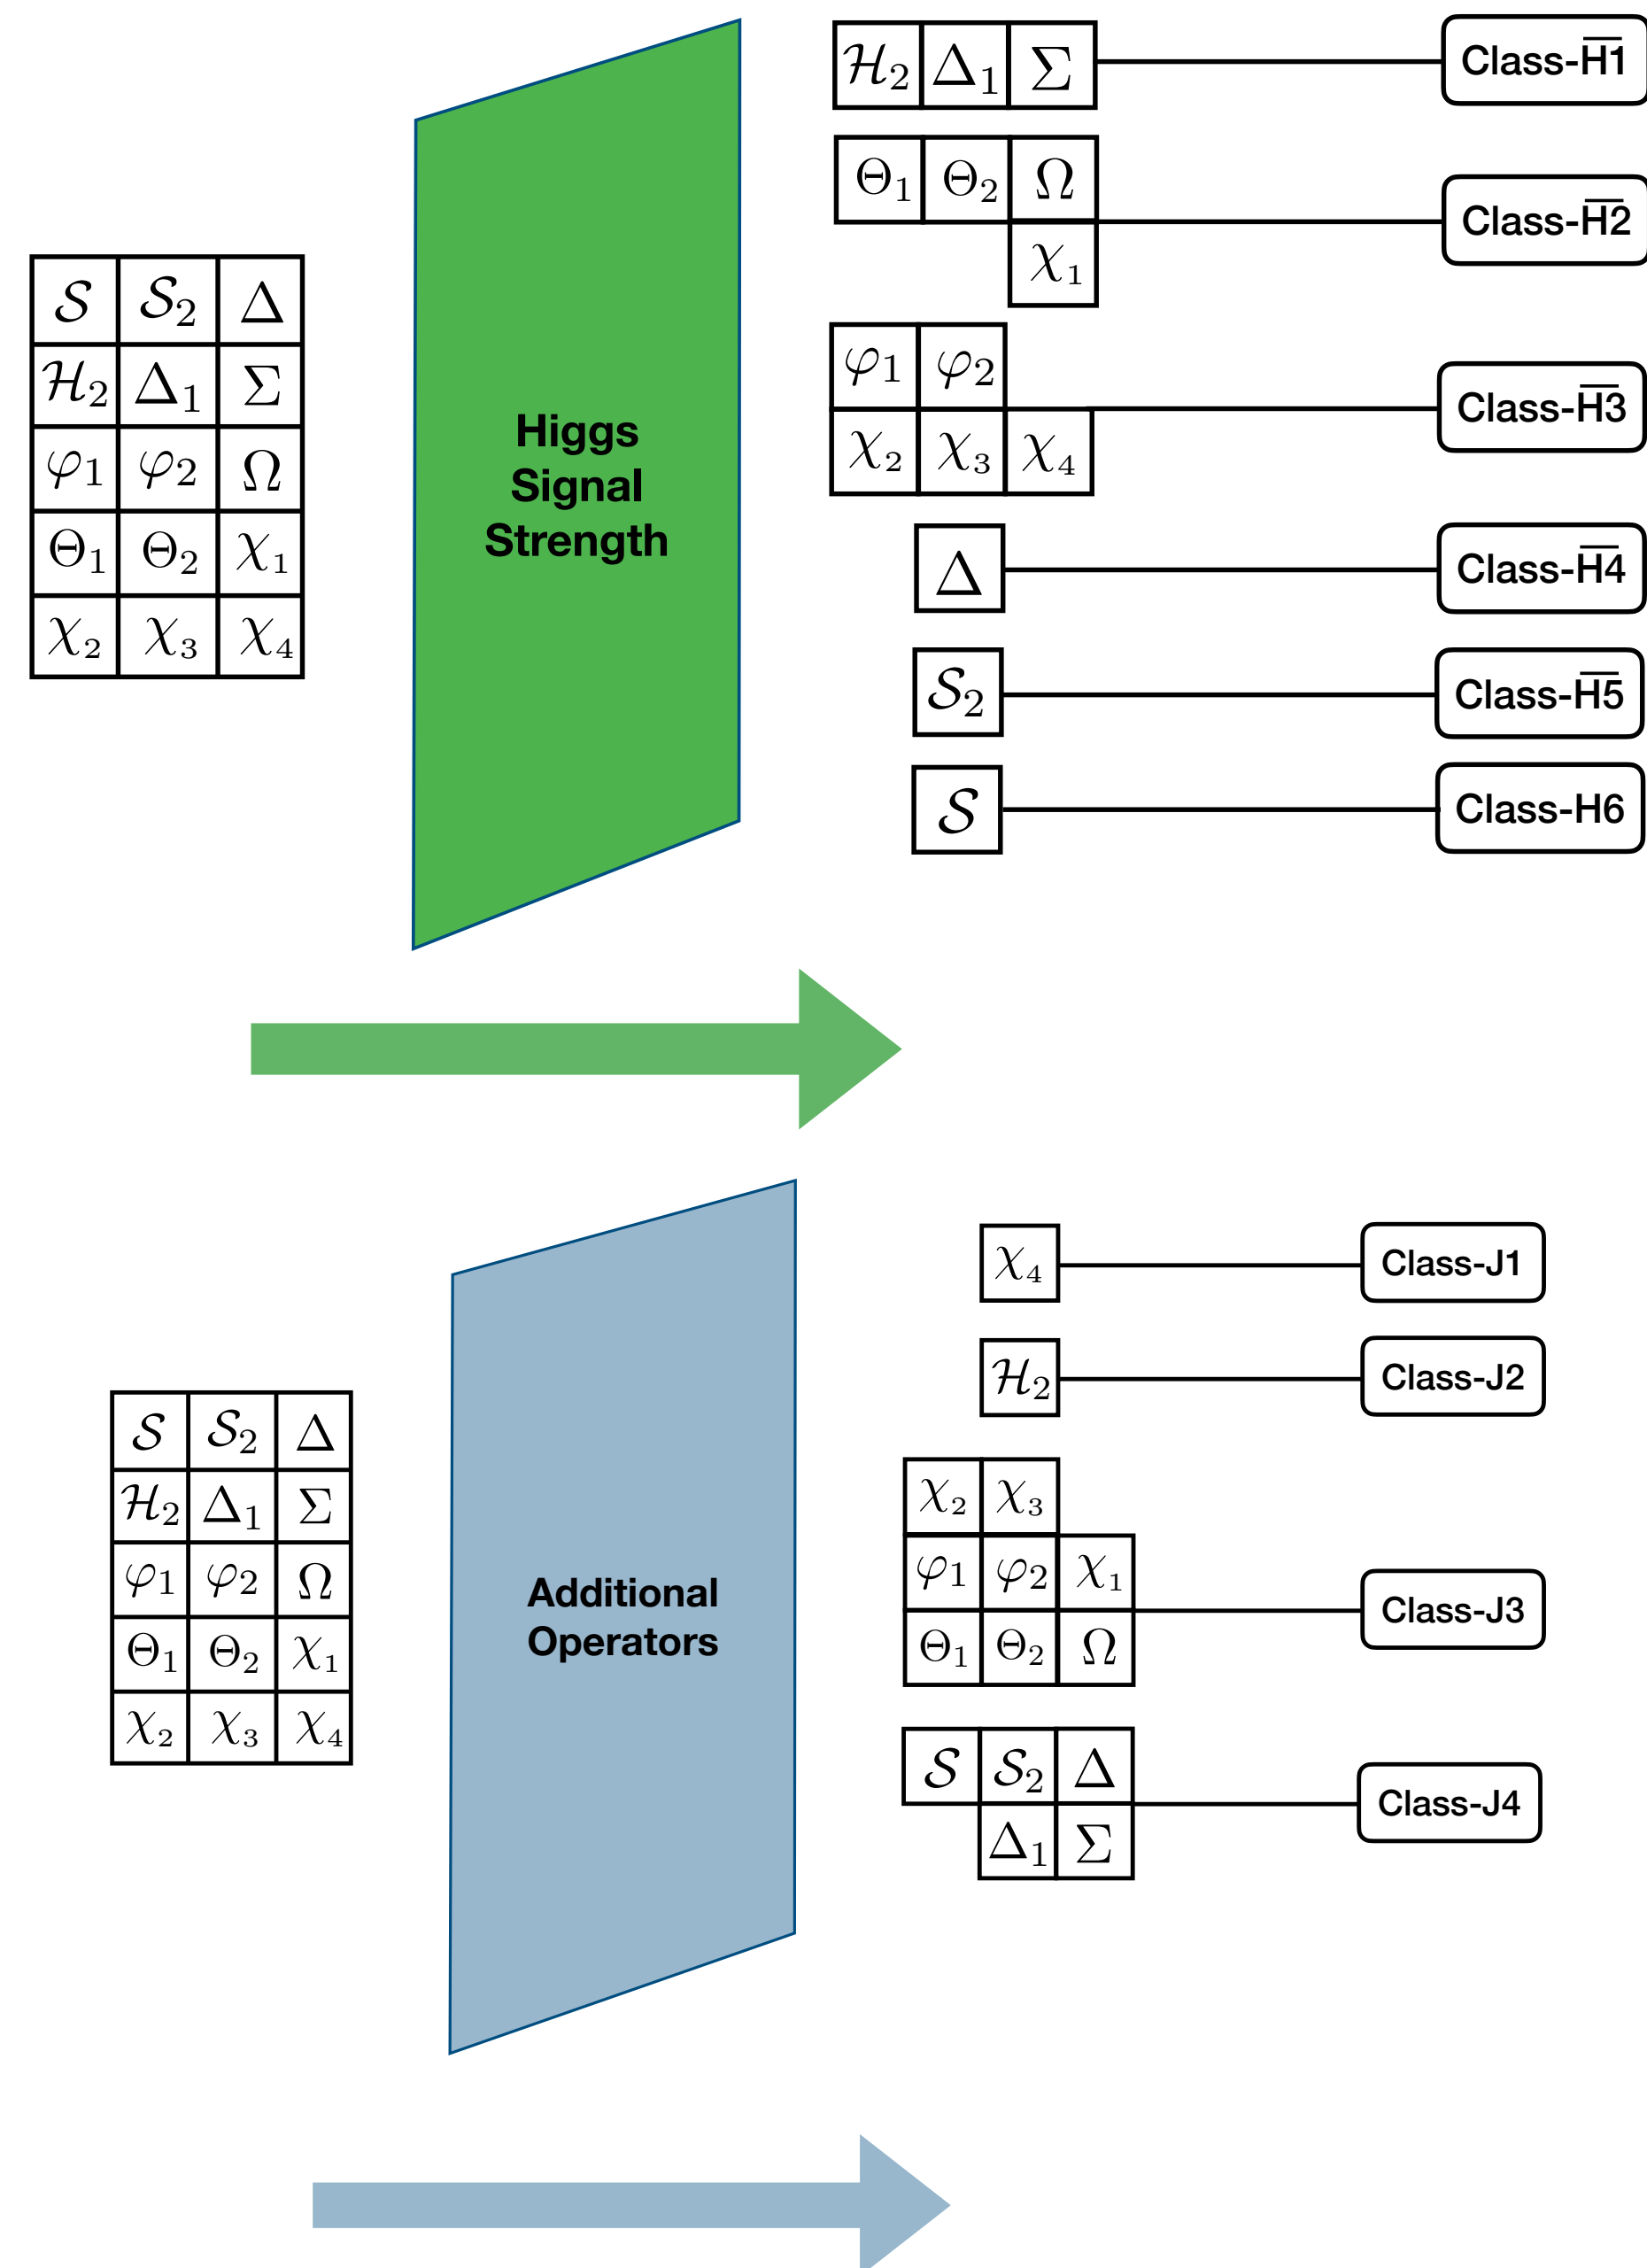 𝒮 𝒮₂ Δ
ℋ₂ Δ₁ Σ
φ₁ φ₂ Ω
Θ₁ Θ₂ χ₁
χ₂ χ₃ χ₄
Higgs
Signal
Strength
ℋ₂ Δ₁ Σ
Class-H̅1̅
Θ₁ Θ₂ Ω
χ₁
Class-H̅2̅
φ₁ φ₂
χ₂ χ₃ χ₄
Class-H̅3̅
Δ
Class-H̅4̅
𝒮₂
Class-H̅5̅
𝒮
Class-H6
𝒮 𝒮₂ Δ
ℋ₂ Δ₁ Σ
φ₁ φ₂ Ω
Θ₁ Θ₂ χ₁
χ₂ χ₃ χ₄
Additional
Operators
χ₄
Class-J1
ℋ₂
Class-J2
χ₂ χ₃
φ₁ φ₂ χ₁
Θ₁ Θ₂ Ω
Class-J3
𝒮 𝒮₂ Δ
Δ₁ Σ
Class-J4